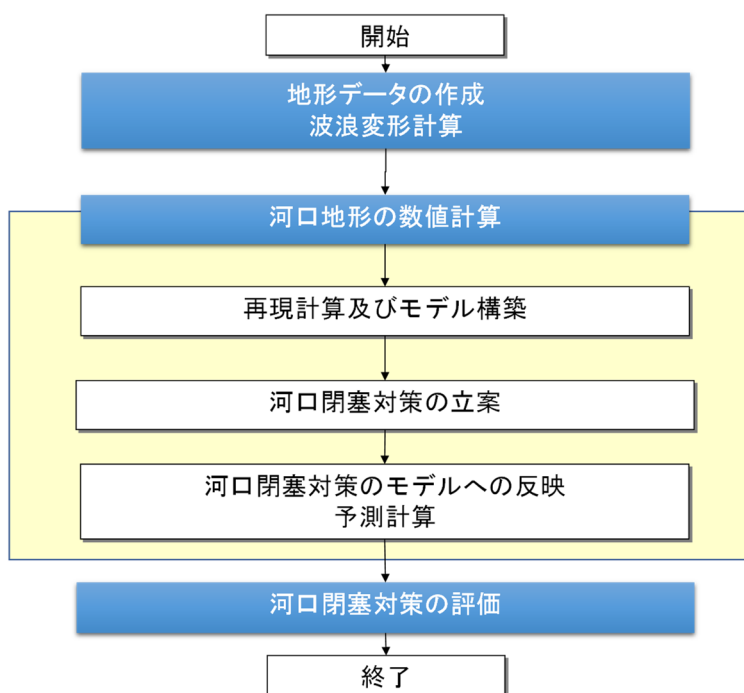 開始
地形データの作成
波浪変形計算
河口地形の数値計算
再現計算及びモデル構築
河口閉塞対策の立案
河口閉塞対策のモデルへの反映
予測計算
河口閉塞対策の評価
終了